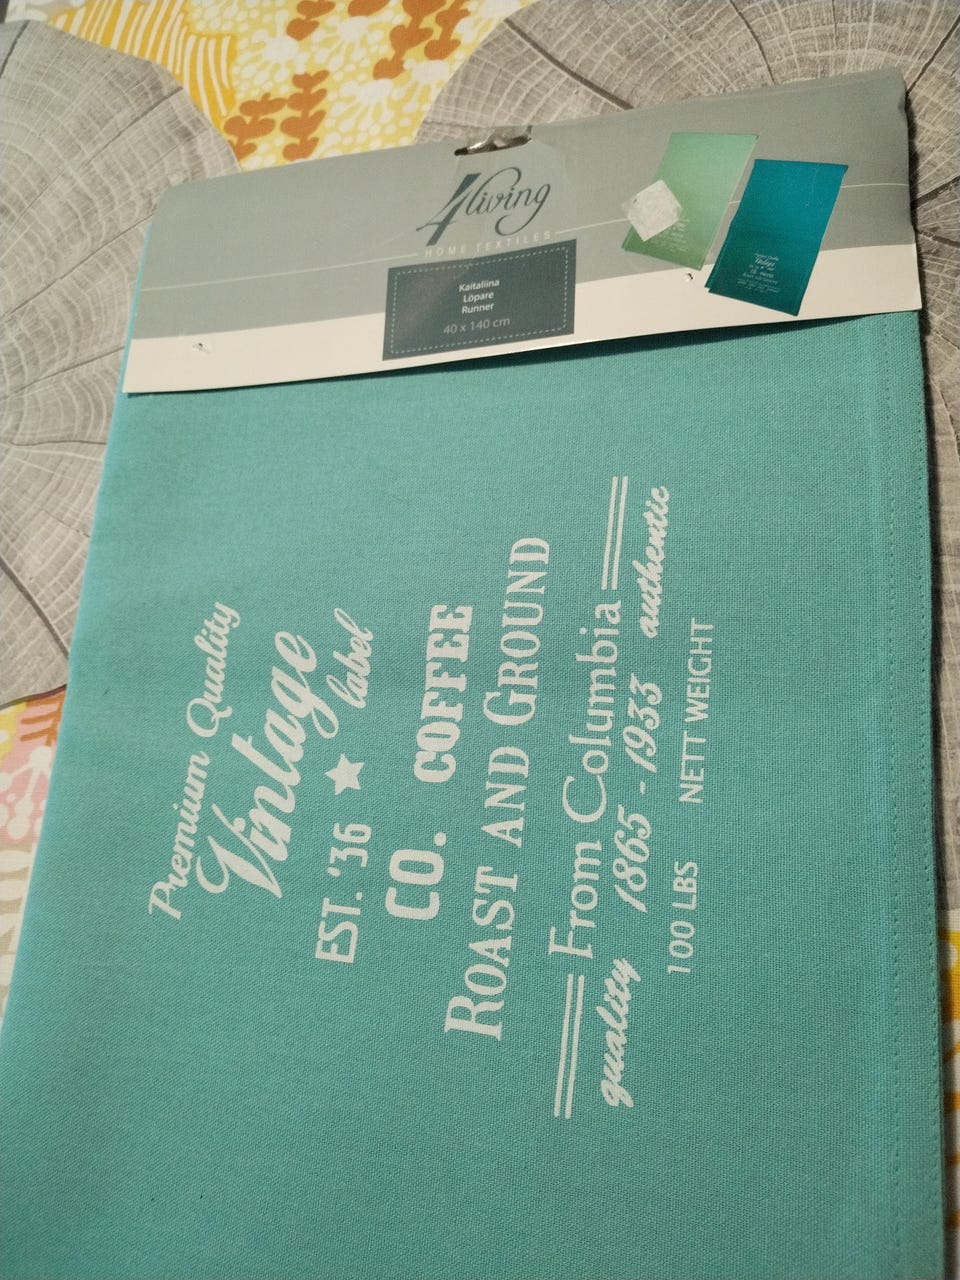 4living
HOME TEXTILES
Kaitaliina
Löpare
Runner
40 x 140 cm
Premium Quality
Vintage
EST. '36 ★ label
CO. COFFEE
ROAST AND GROUND
From Columbia
quality 1865 - 1933 authentic
100 LBS NETT WEIGHT